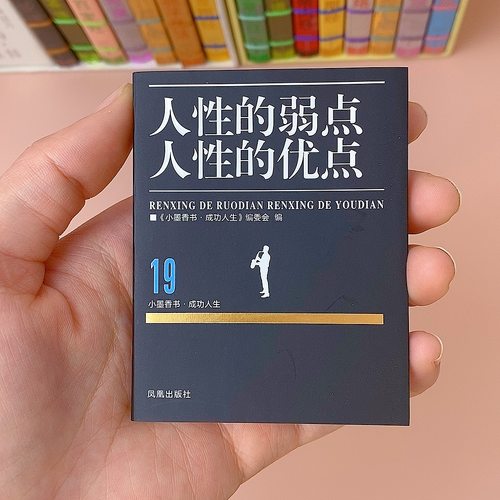 人性的弱点
人性的优点
RENXING DE RUODIAN RENXING DE YOUDIAN
■《小墨香书·成功人生》编委会 编
19
小墨香书·成功人生
凤凰出版社